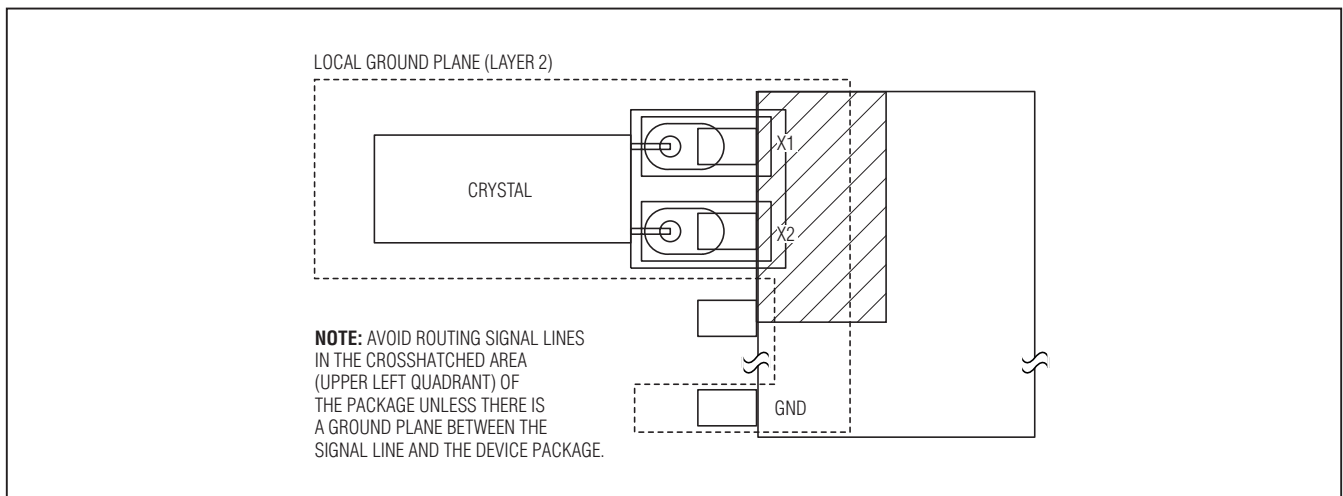 LOCAL GROUND PLANE (LAYER 2)
X1
CRYSTAL
X2
NOTE: AVOID ROUTING SIGNAL LINES
IN THE CROSSHATCHED AREA
(UPPER LEFT QUADRANT) OF
THE PACKAGE UNLESS THERE IS
A GROUND PLANE BETWEEN THE
SIGNAL LINE AND THE DEVICE PACKAGE.
GND